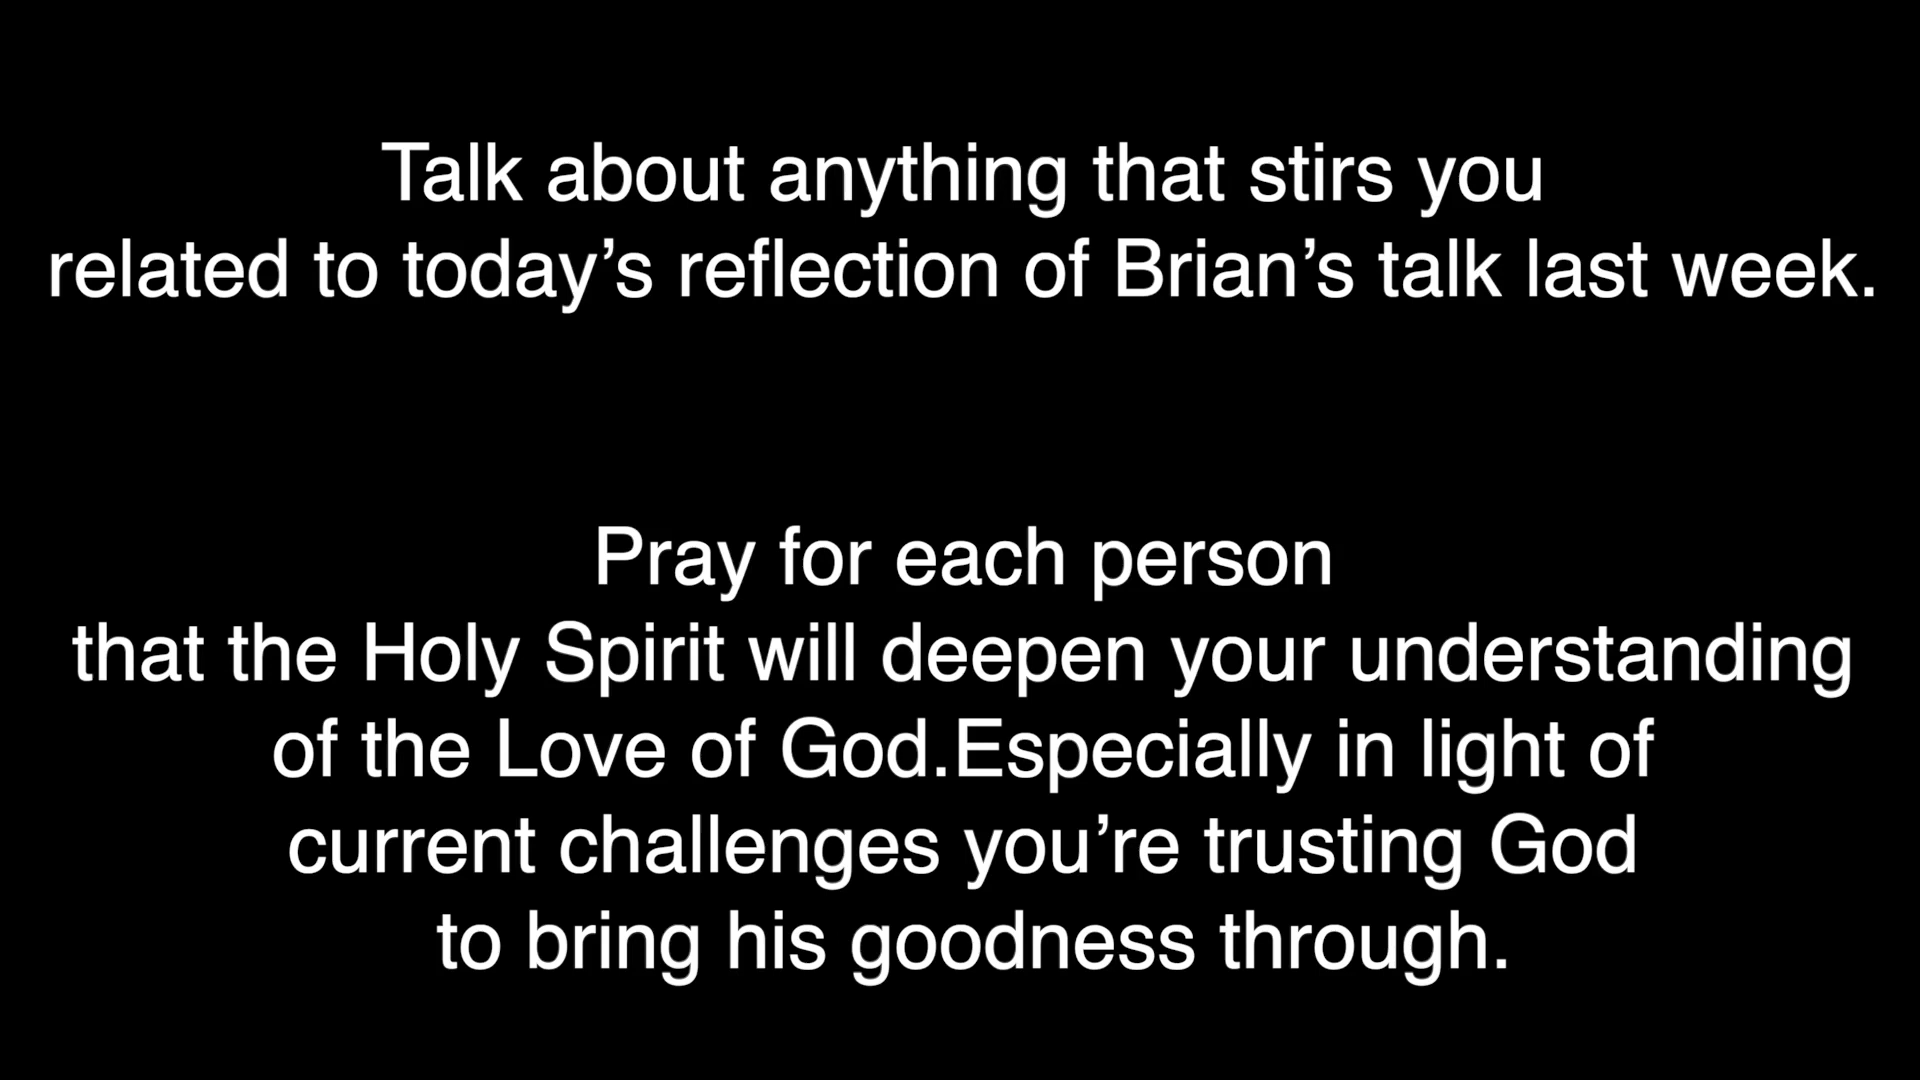 Talk about anything that stirs you
related to today’s reflection of Brian’s talk last week.
Pray for each person
that the Holy Spirit will deepen your understanding
of the Love of God.Especially in light of
current challenges you’re trusting God
to bring his goodness through.